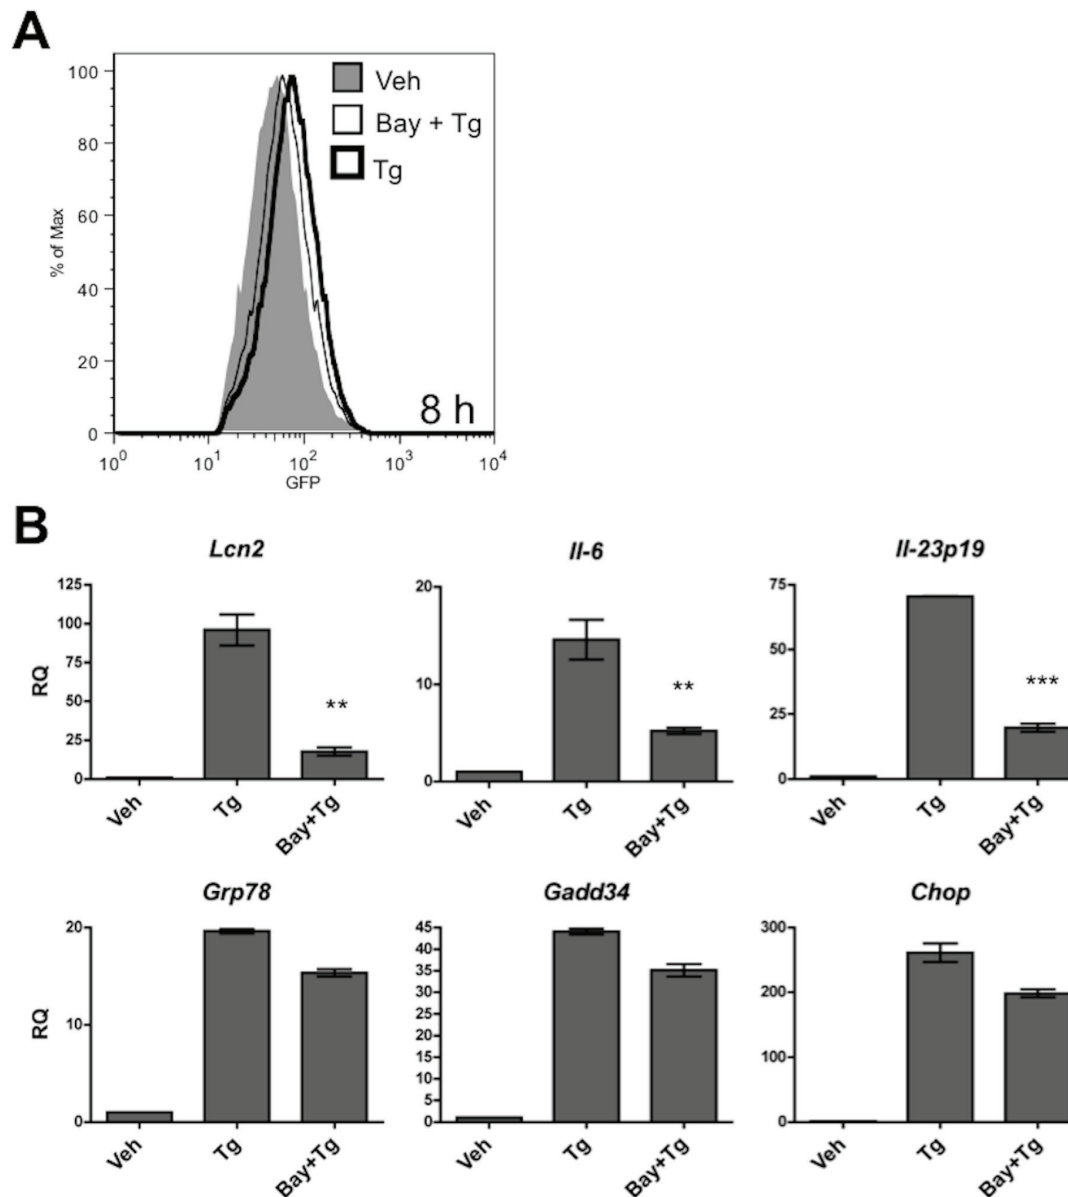 A
Veh
Bay + Tg
Tg
% of Max
100
80
60
40
20
0
8 h
10^0 10^1 10^2 10^3 10^4
GFP
B
Lcn2
RQ
125
100
75
50
25
0
**
Veh Tg Bay+Tg
Il-6
20
10
0
**
Veh Tg Bay+Tg
Il-23p19
75
50
25
0
***
Veh Tg Bay+Tg
Grp78
RQ
20
10
0
Veh Tg Bay+Tg
Gadd34
45
40
35
30
25
20
15
10
5
0
Veh Tg Bay+Tg
Chop
300
200
100
0
Veh Tg Bay+Tg